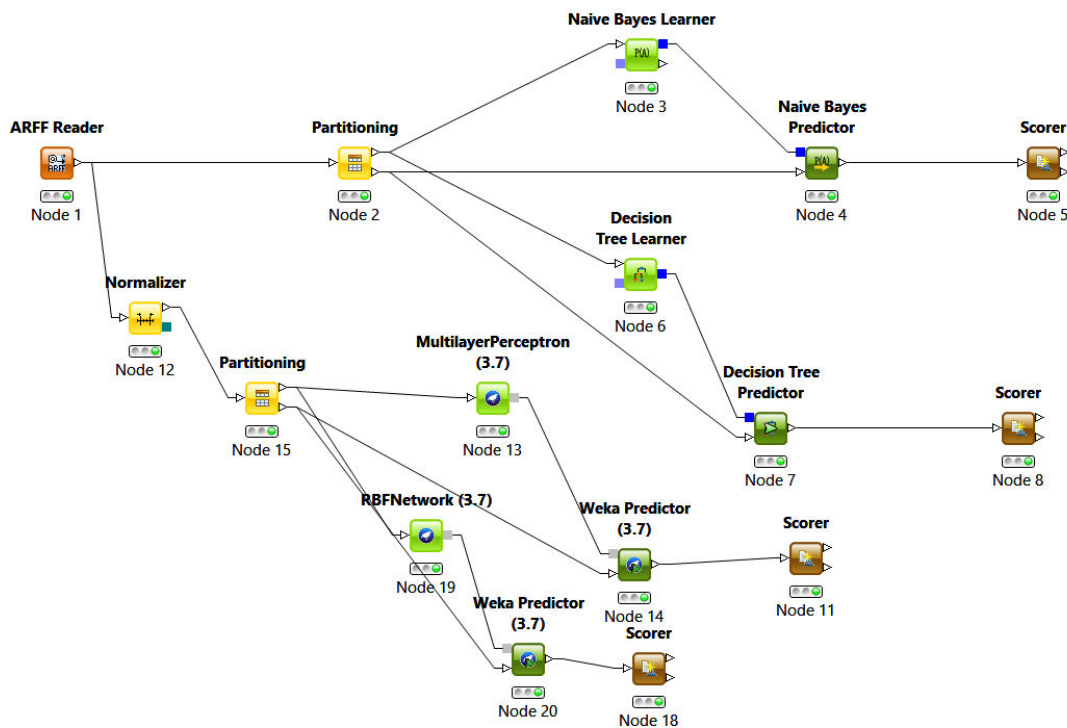 Naive Bayes Learner
P(A)
Node 3
ARFF Reader
ARFF
Node 1
Partitioning
Node 2
Naive Bayes
Predictor
P(A)
Node 4
Scorer
Node 5
Decision
Tree Learner
Node 6
Normalizer
Node 12
Partitioning
Node 15
MultilayerPerceptron
(3.7)
Node 13
Decision Tree
Predictor
Node 7
Scorer
Node 8
RBFNetwork (3.7)
Node 19
Weka Predictor
(3.7)
Node 14
Scorer
Node 11
Weka Predictor
(3.7)
Node 20
Scorer
Node 18